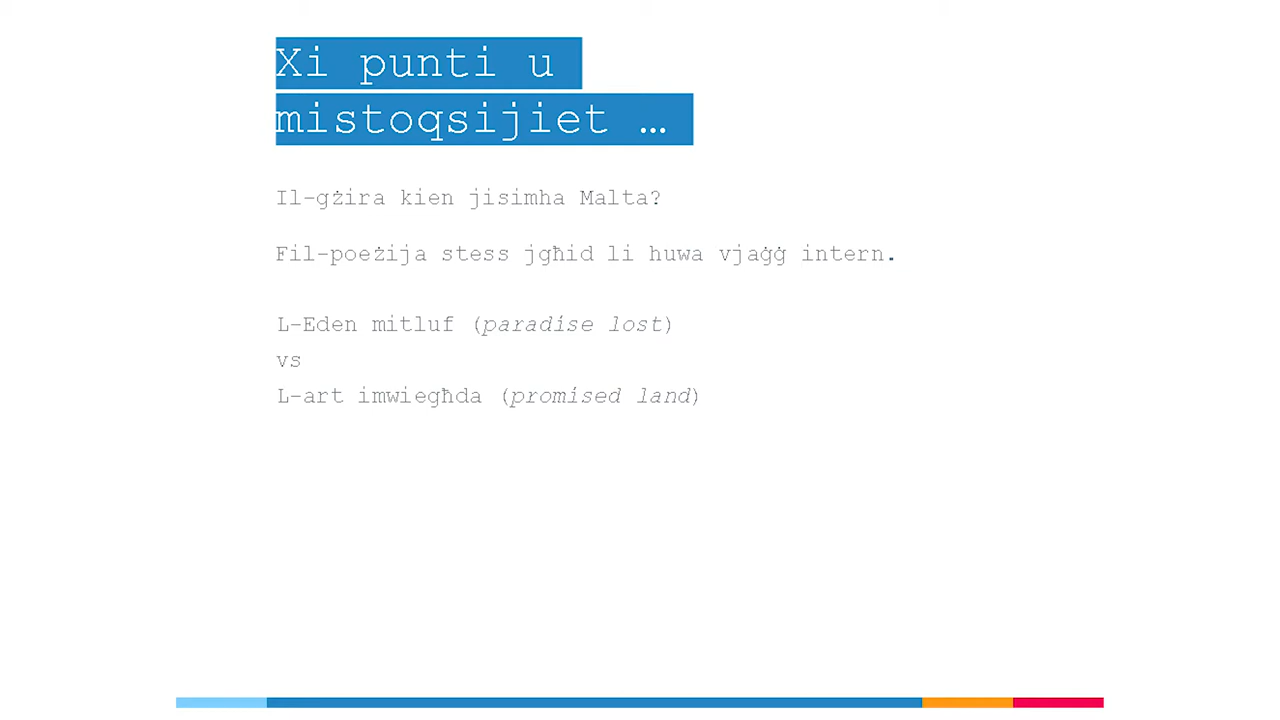 Xi punti u
mistoqsijiet …
Il-gżira kien jisimha Malta?
Fil-poeżija stess jgħid li huwa vjaġġ intern.
L-Eden mitluf (paradise lost)
vs
L-art imwiegħda (promised land)